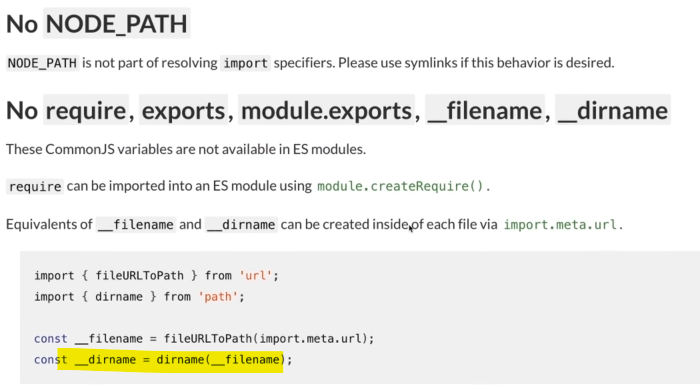 No NODE_PATH
NODE_PATH is not part of resolving import specifiers. Please use symlinks if this behavior is desired.
No require, exports, module.exports, __filename, __dirname
These CommonJS variables are not available in ES modules.
require can be imported into an ES module using module.createRequire().
Equivalents of __filename and __dirname can be created inside of each file via import.meta.url.
import { fileURLToPath } from 'url';
import { dirname } from 'path';
const __filename = fileURLToPath(import.meta.url);
const __dirname = dirname(__filename);